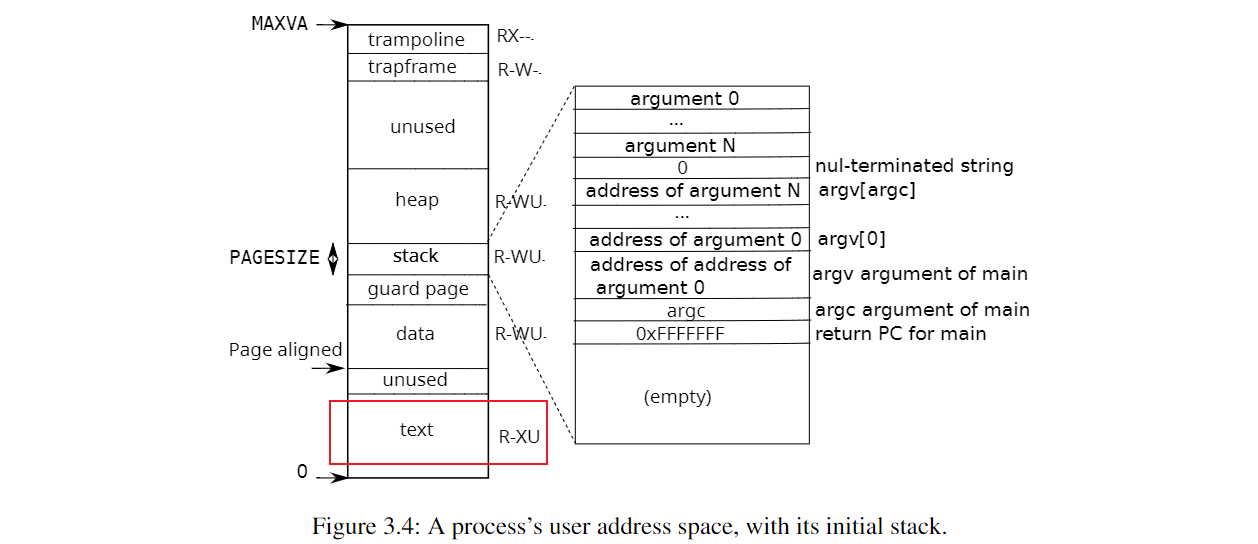 MAXVA
trampoline
RX--.
trapframe
R-W-.
unused
heap
R-WU.
PAGESIZE
stack
R-WU.
guard page
data
R-WU.
Page aligned
unused
text
R-XU
0
argument 0
...
argument N
0
nul-terminated string
address of argument N
argv[argc]
...
address of argument 0
argv[0]
address of address of
argument 0
argv argument of main
argc
argc argument of main
0xFFFFFFF
return PC for main
(empty)
Figure 3.4: A process’s user address space, with its initial stack.